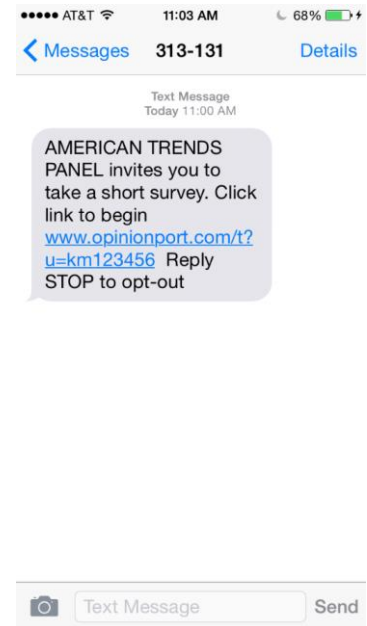 AT&T 11:03 AM 68%
Messages 313-131 Details
Text Message
Today 11:00 AM
AMERICAN TRENDS
PANEL invites you to
take a short survey. Click
link to begin
www.opinionport.com/t?
u=km123456 Reply
STOP to opt-out
Text Message Send